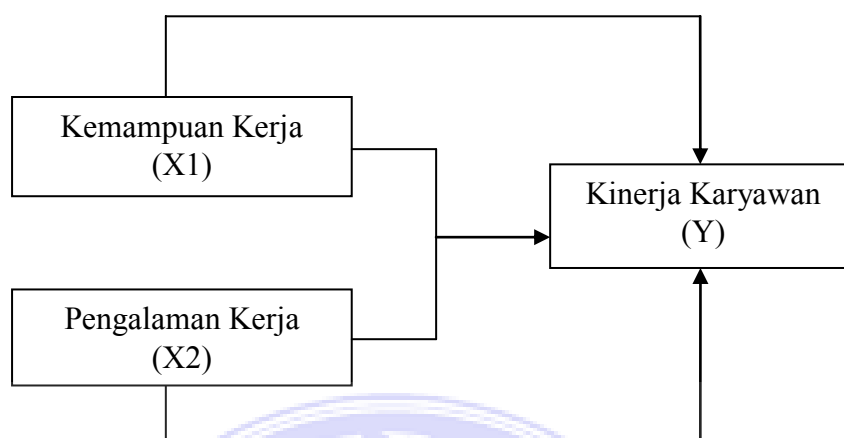 Kemampuan Kerja
(X1)
Kinerja Karyawan
(Y)
Pengalaman Kerja
(X2)